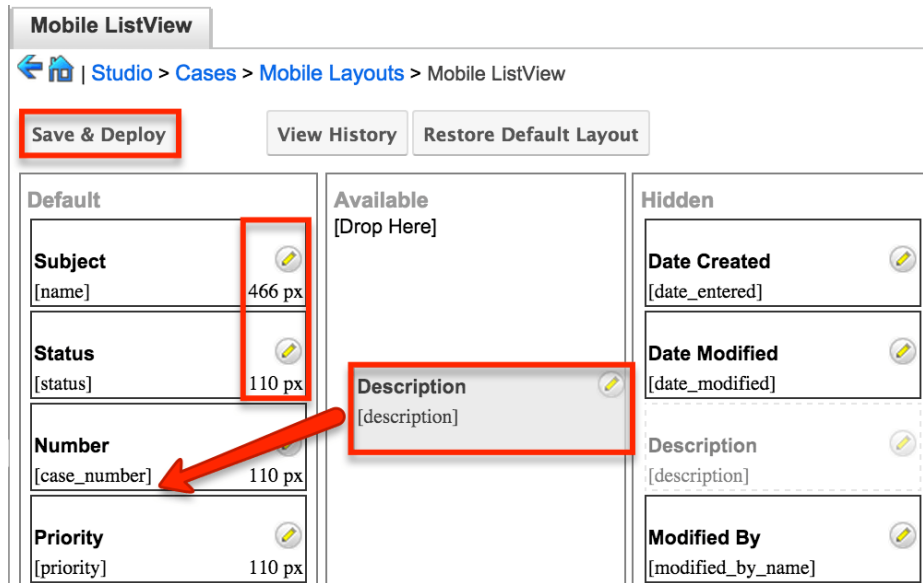 Mobile ListView
| Studio > Cases > Mobile Layouts > Mobile ListView
Save & Deploy
View History
Restore Default Layout
Default
Subject
[name] 466 px
Status
[status] 110 px
Number
[case_number] 110 px
Priority
[priority] 110 px
Available
[Drop Here]
Description
[description]
Hidden
Date Created
[date_entered]
Date Modified
[date_modified]
Description
[description]
Modified By
[modified_by_name]